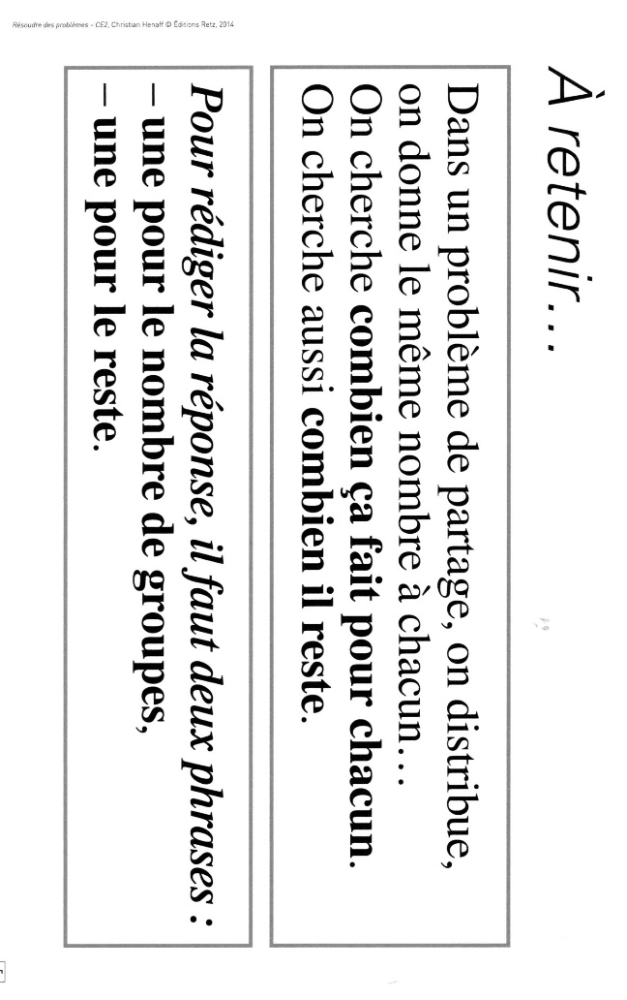 Résoudre des problèmes - CE2, Christian Henaff © Éditions Retz, 2014
À retenir…
Dans un problème de partage, on distribue,
on donne le même nombre à chacun…
On cherche combien ça fait pour chacun.
On cherche aussi combien il reste.
Pour rédiger la réponse, il faut deux phrases :
– une pour le nombre de groupes,
– une pour le reste.